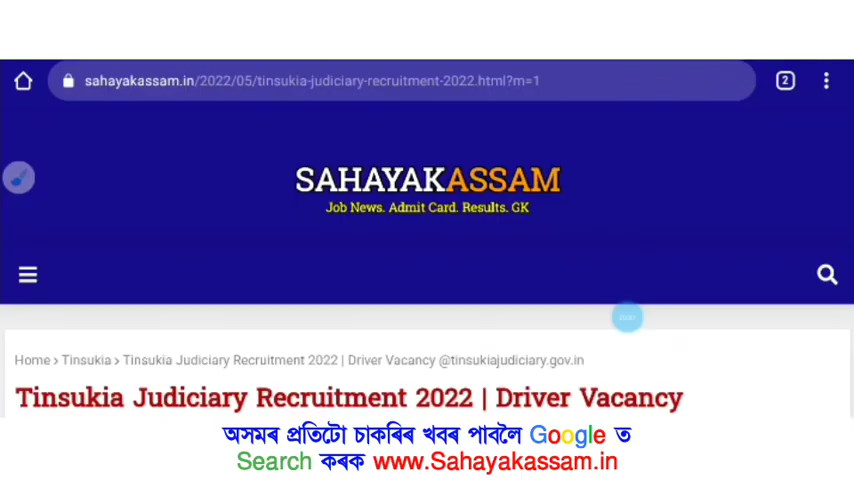 sahayakassam.in/2022/05/tinsukia-judiciary-recruitment-2022.html?m=1
2
SAHAYAKASSAM
Job News. Admit Card. Results. GK
Home > Tinsukia > Tinsukia Judiciary Recruitment 2022 | Driver Vacancy @tinsukiajudiciary.gov.in
Tinsukia Judiciary Recruitment 2022 | Driver Vacancy
অসমৰ প্ৰতিটো চাকৰিৰ খবৰ পাবলৈ Google ত
Search কৰক www.Sahayakassam.in